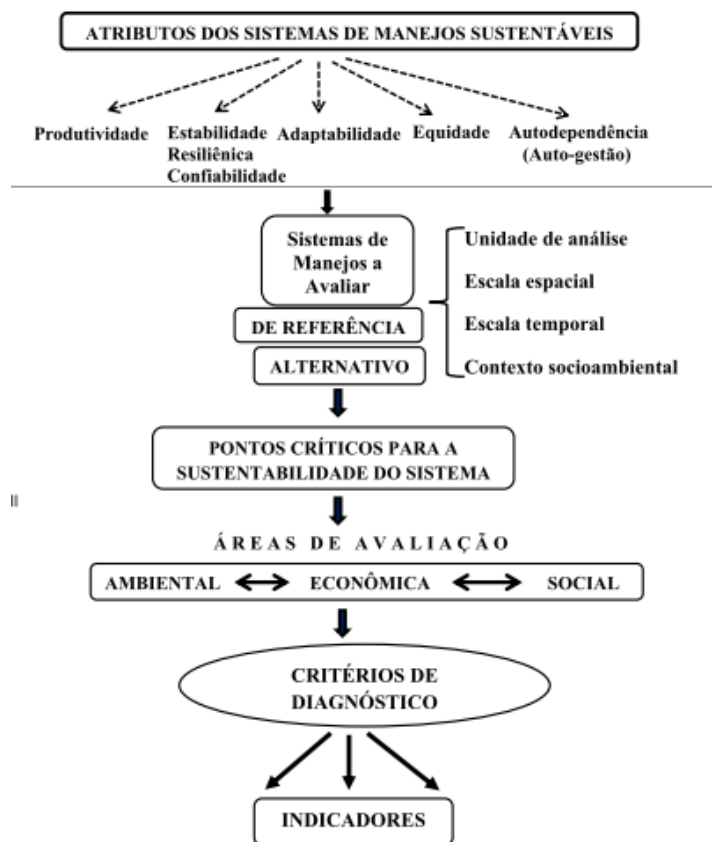 ATRIBUTOS DOS SISTEMAS DE MANEJOS SUSTENTÁVEIS
Produtividade
Estabilidade
Resiliênica
Confiabilidade
Adaptabilidade
Equidade
Autodependência
(Auto-gestão)
Sistemas de
Manejos a
Avaliar
DE REFERÊNCIA
ALTERNATIVO
Unidade de análise
Escala espacial
Escala temporal
Contexto socioambiental
PONTOS CRÍTICOS PARA A
SUSTENTABILIDADE DO SISTEMA
ÁREAS DE AVALIAÇÃO
AMBIENTAL ECONÔMICA SOCIAL
CRITÉRIOS DE
DIAGNÓSTICO
INDICADORES